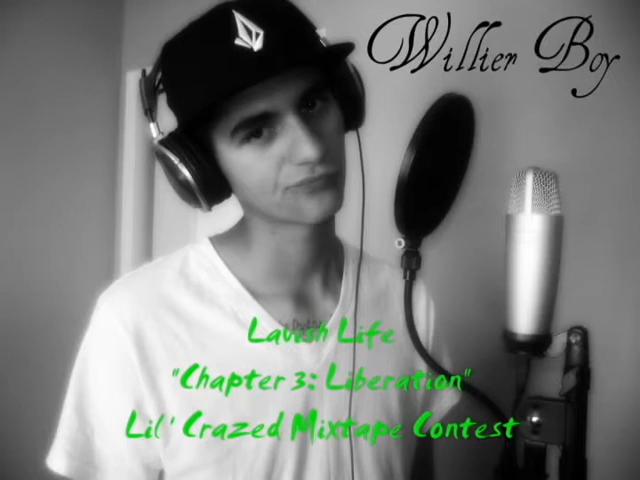 Willier Boy
Lavish Life
"Chapter 3: Liberation"
Lil' Crazed Mixtape Contest